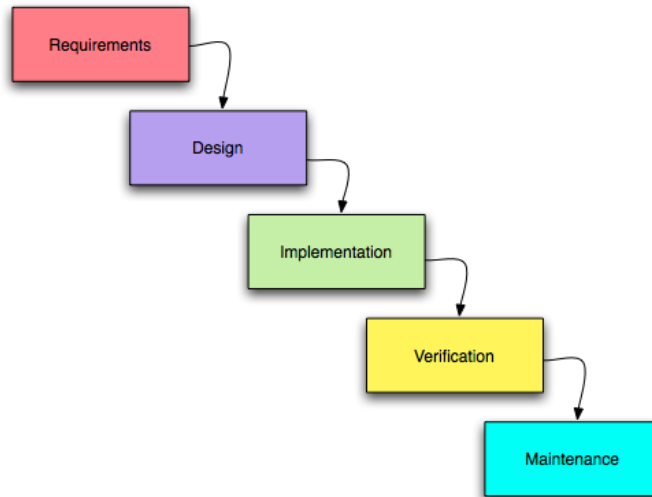 Requirements
Design
Implementation
Verification
Maintenance